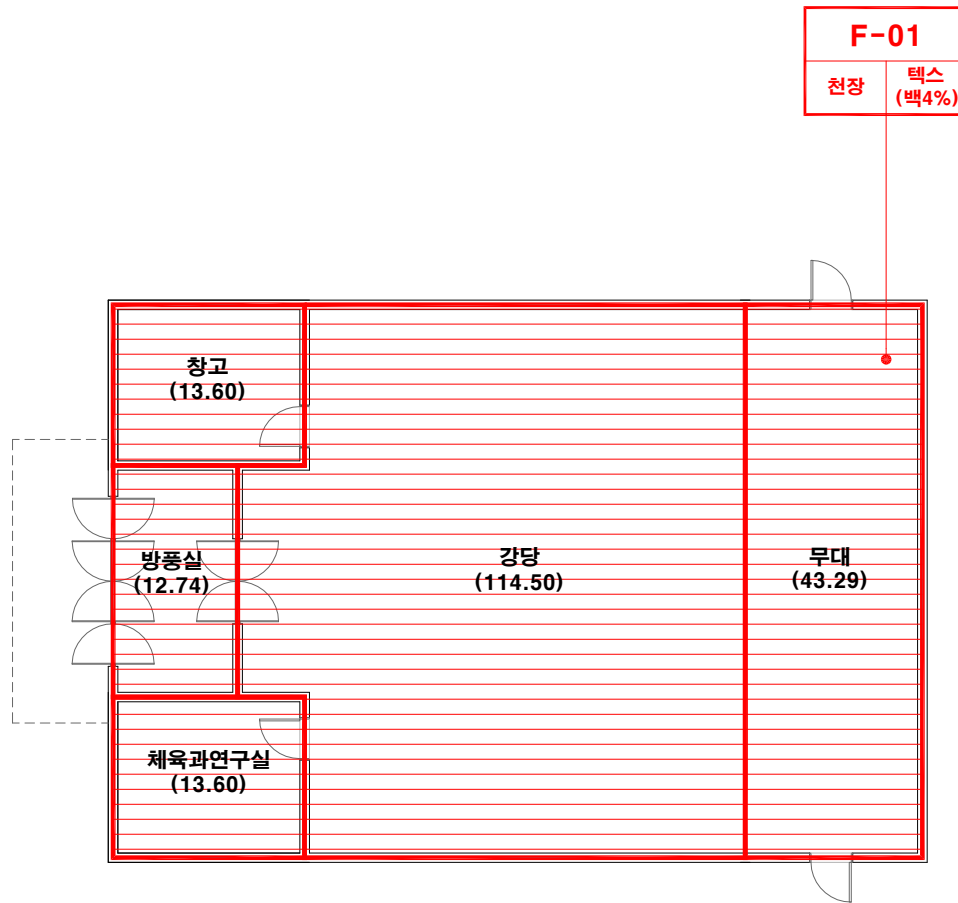 F-01
천장
텍스
(백4%)
창고
(13.60)
방풍실
(12.74)
강당
(114.50)
무대
(43.29)
체육과연구실
(13.60)